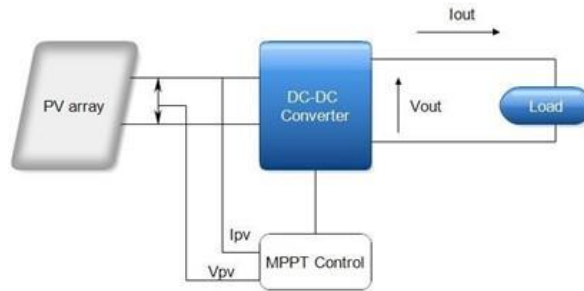 Iout
PV array
DC-DC
Converter
Vout
Load
Ipv
Vpv
MPPT Control